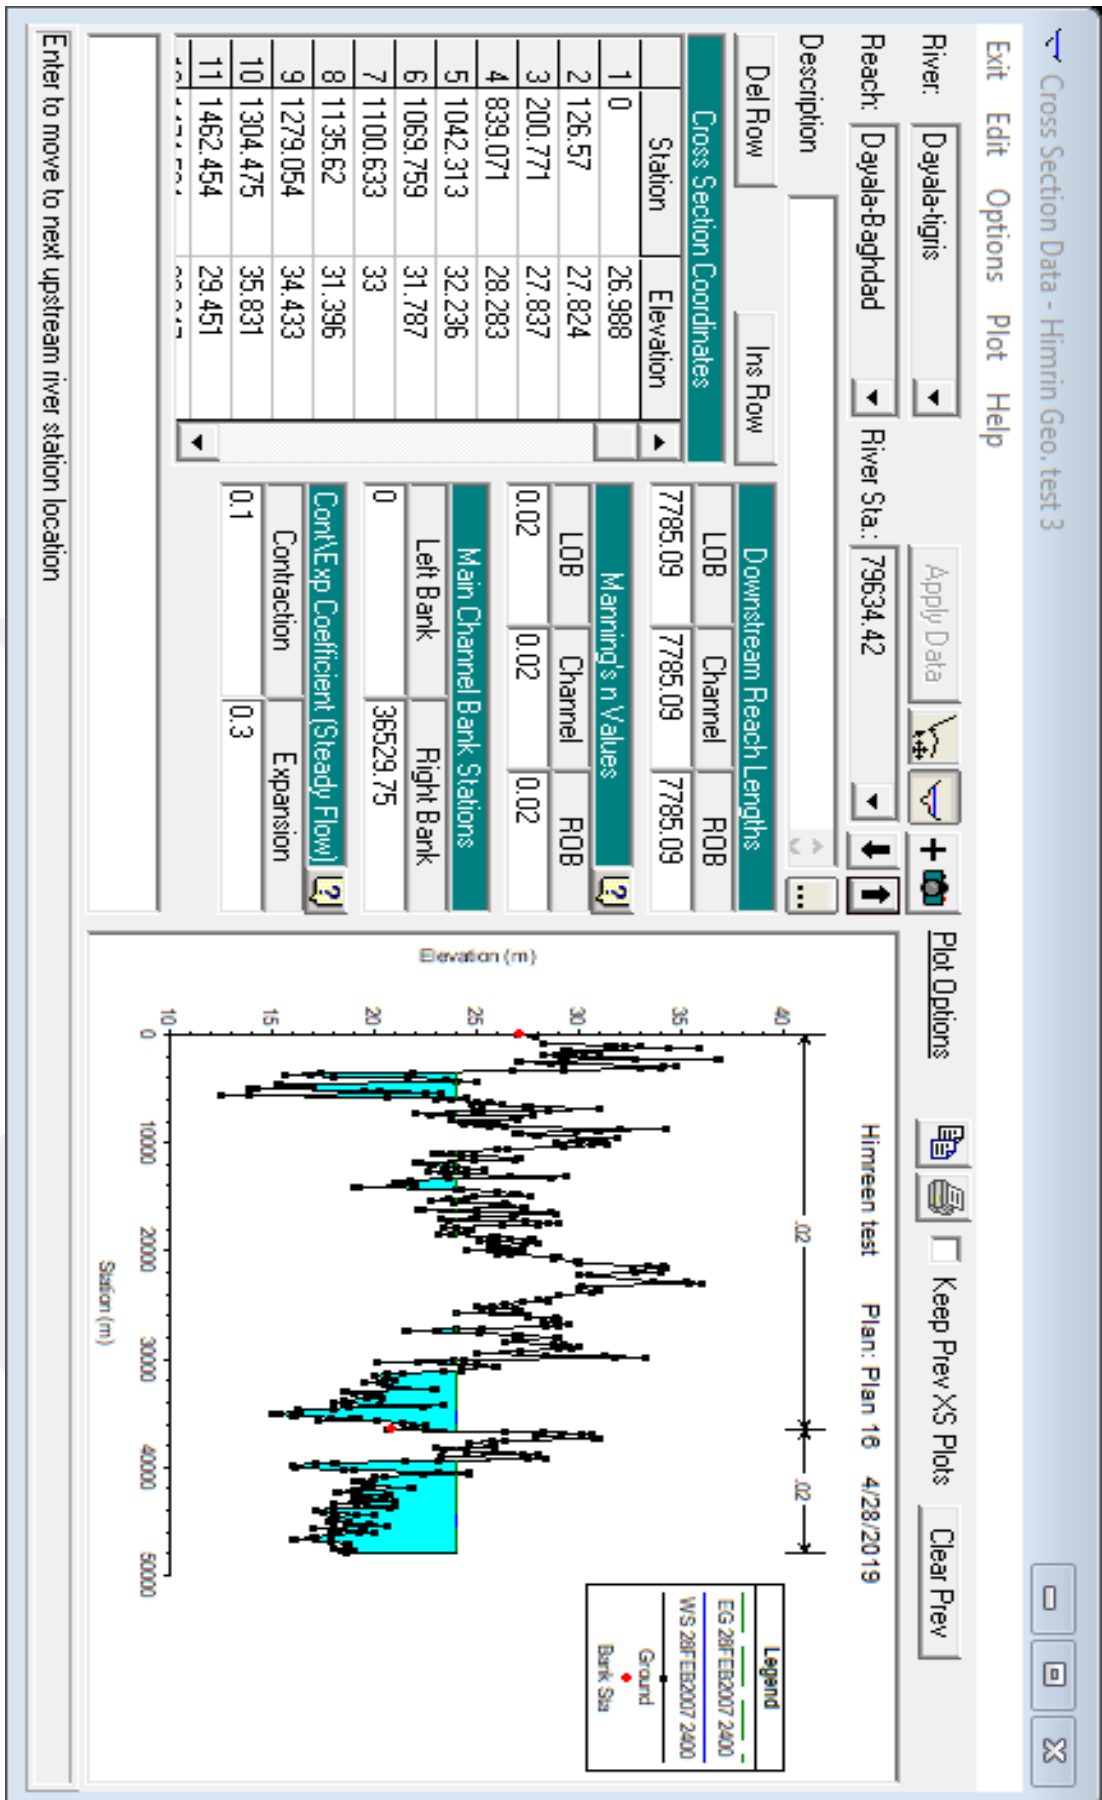 Cross Section Data - Himrin Geo. test 3
Exit Edit Options Plot Help
River: Dayala-tigris Apply Data + Plot Options Keep Prev XS Plots Clear Prev
Reach: Dayala-Baghdad River Sta.: 79634.42
Description ...
Del Row Ins Row
Cross Section Coordinates
Station Elevation
1 0 26.988
2 126.57 27.824
3 200.771 27.837
4 839.071 28.283
5 1042.313 32.236
6 1069.759 31.787
7 1100.633 33
8 1135.62 31.396
9 1279.054 34.433
10 1304.475 35.831
11 1462.454 29.451
Downstream Reach Lengths
LOB Channel ROB
7785.09 7785.09 7785.09
Manning's n Values ?
LOB Channel ROB
0.02 0.02 0.02
Main Channel Bank Stations
Left Bank Right Bank
0 36529.75
Cont\Exp Coefficient (Steady Flow) ?
Contraction Expansion
0.1 0.3
Himreen test Plan: Plan 16 4/28/2019
.02 .02
40
35
30
25
20
15
10
Elevation (m)
0 10000 20000 30000 40000 50000
Station (m)
Legend
EG 28FEB2007 2400
WS 28FEB2007 2400
Ground
Bank Sta
Enter to move to next upstream river station location